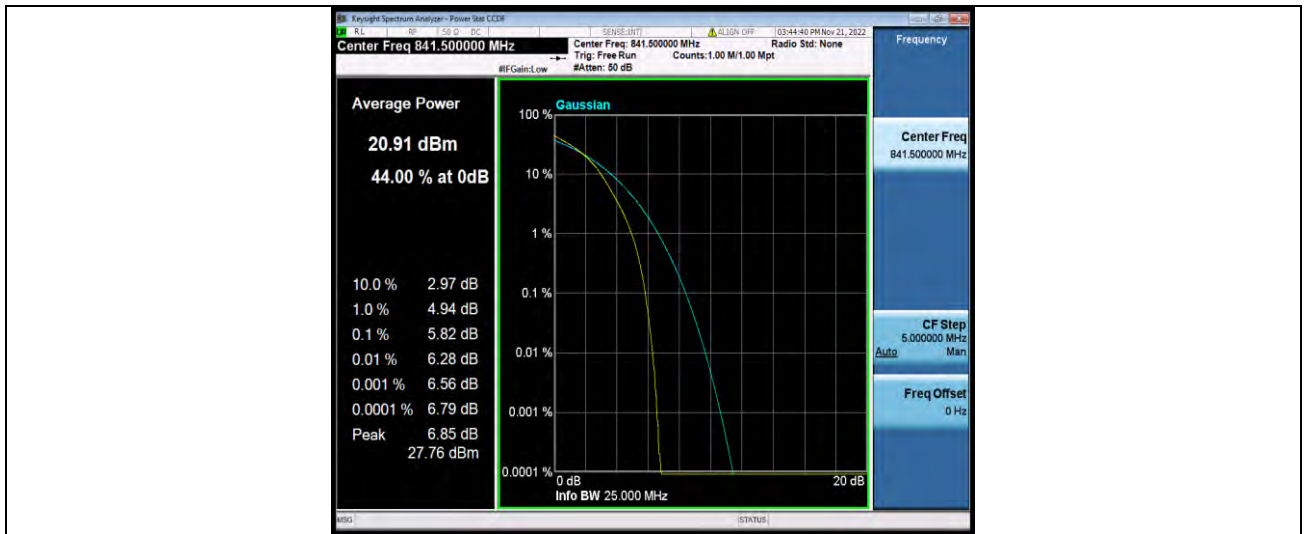 Keysight Spectrum Analyzer - Power Stat CCDF
RL RF 50 Ω DC SENSE:INT ALIGN OFF 03:44:40 PM Nov 21, 2022
Center Freq 841.500000 MHz
Center Freq: 841.500000 MHz Radio Std: None
Trig: Free Run Counts:1.00 M/1.00 Mpt
#IFGain:Low #Atten: 50 dB
Frequency
Average Power
20.91 dBm
44.00 % at 0dB
10.0 % 2.97 dB
1.0 % 4.94 dB
0.1 % 5.82 dB
0.01 % 6.28 dB
0.001 % 6.56 dB
0.0001 % 6.79 dB
Peak 6.85 dB
27.76 dBm
Gaussian
100 %
10 %
1 %
0.1 %
0.01 %
0.001 %
0.0001 %
0 dB 20 dB
Info BW 25.000 MHz
Center Freq
841.500000 MHz
CF Step
5.000000 MHz
Auto Man
Freq Offset
0 Hz
MSG STATUS